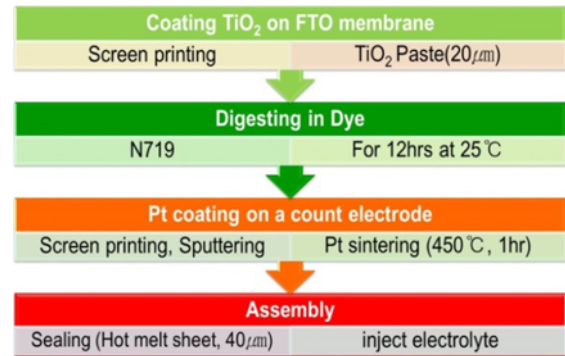 Coating TiO₂ on FTO membrane
Screen printing
TiO₂ Paste(20㎛)
Digesting in Dye
N719
For 12hrs at 25℃
Pt coating on a count electrode
Screen printing, Sputtering
Pt sintering (450℃, 1hr)
Assembly
Sealing (Hot melt sheet, 40㎛)
inject electrolyte